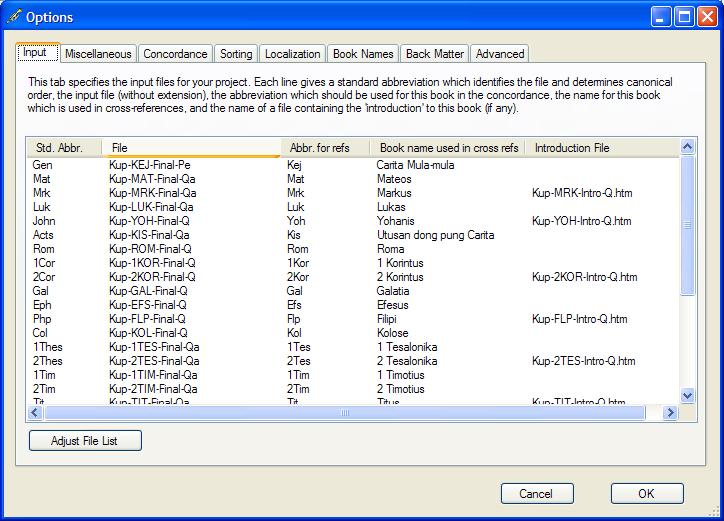 Options
Input Miscellaneous Concordance Sorting Localization Book Names Back Matter Advanced
This tab specifies the input files for your project. Each line gives a standard abbreviation which identifies the file and determines canonical
order, the input file (without extension), the abbreviation which should be used for this book in the concordance, the name for this book
which is used in cross-references, and the name of a file containing the 'introduction' to this book (if any).
Std. Abbr. File Abbr. for refs Book name used in cross refs Introduction File
Gen Kup-KEJ-Final-Pe Kej Carita Mula-mula
Mat Kup-MAT-Final-Qa Mat Mateos
Mrk Kup-MRK-Final-Qa Mrk Markus Kup-MRK-Intro-Q.htm
Luk Kup-LUK-Final-Qa Luk Lukas
John Kup-YOH-Final-Q Yoh Yohanis Kup-YOH-Intro-Q.htm
Acts Kup-KIS-Final-Qa Kis Utusan dong pung Carita
Rom Kup-ROM-Final-Q Rom Roma
1Cor Kup-1KOR-Final-Q 1Kor 1 Korintus
2Cor Kup-2KOR-Final-Q 2Kor 2 Korintus Kup-2KOR-Intro-Q.htm
Gal Kup-GAL-Final-Q Gal Galatia
Eph Kup-EFS-Final-Q Efs Efesus
Php Kup-FLP-Final-Q Flp Filipi Kup-FLP-Intro-Q.htm
Col Kup-KOL-Final-Q Kol Kolose
1Thes Kup-1TES-Final-Qa 1Tes 1 Tesalonika
2Thes Kup-2TES-Final-Qa 2Tes 2 Tesalonika Kup-2TES-Intro-Q.htm
1Tim Kup-1TIM-Final-Qa 1Tim 1 Timotius
2Tim Kup-2TIM-Final-Qa 2Tim 2 Timotius
Tit Kup-TIT-Final-Qa Tit Titus Kup-TIT-Intro-Q.htm
Adjust File List
Cancel OK